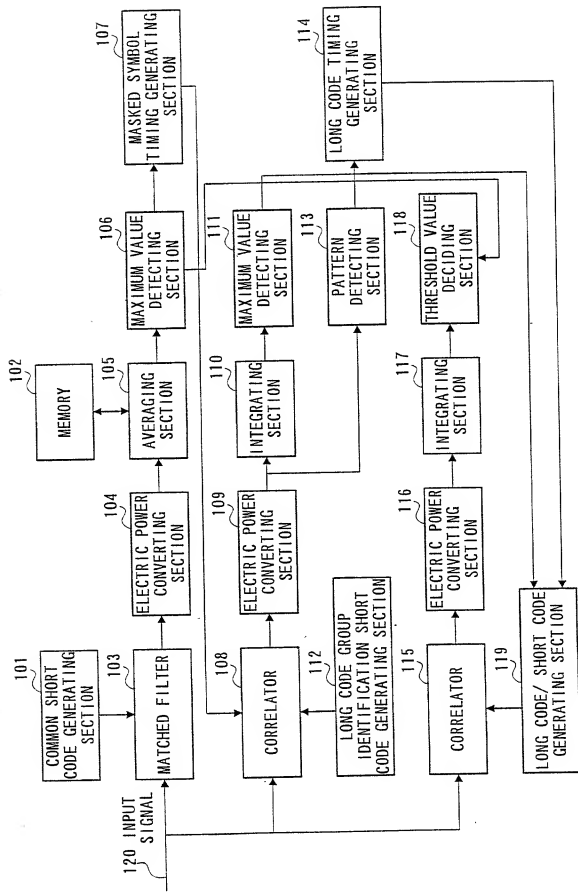 101
COMMON SHORT
CODE GENERATING
SECTION
102
MEMORY
120 INPUT
SIGNAL
103
MATCHED FILTER
104
ELECTRIC POWER
CONVERTING
SECTION
105
AVERAGING
SECTION
106
MAXIMUM VALUE
DETECTING
SECTION
107
MASKED SYMBOL
TIMING GENERATING
SECTION
108
CORRELATOR
109
ELECTRIC POWER
CONVERTING
SECTION
110
INTEGRATING
SECTION
111
MAXIMUM VALUE
DETECTING
SECTION
112
LONG CODE GROUP
IDENTIFICATION SHORT
CODE GENERATING SECTION
113
PATTERN
DETECTING
SECTION
114
LONG CODE TIMING
GENERATING
SECTION
115
CORRELATOR
116
ELECTRIC POWER
CONVERTING
SECTION
117
INTEGRATING
SECTION
118
THRESHOLD VALUE
DECIDING
SECTION
119
LONG CODE/ SHORT CODE
GENERATING SECTION